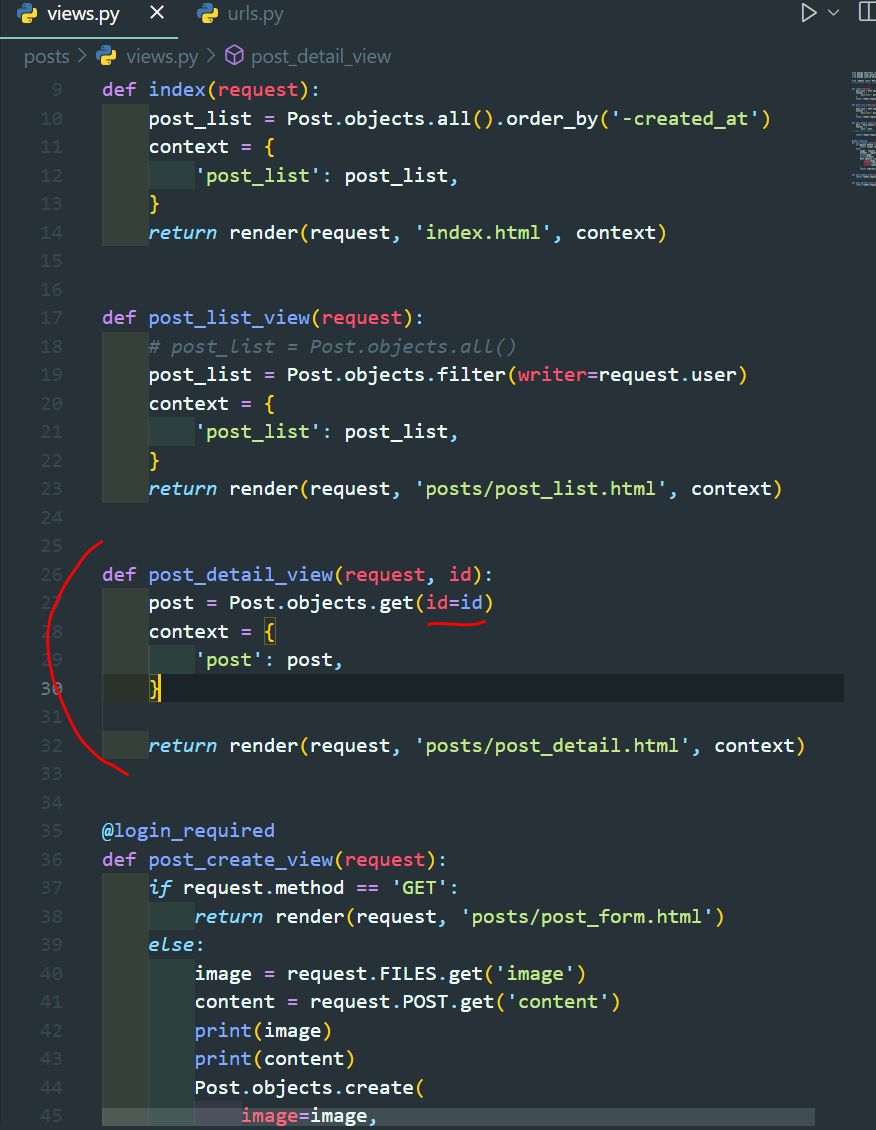 views.py
urls.py
posts > views.py > post_detail_view
9 def index(request):
10     post_list = Post.objects.all().order_by('-created_at')
11     context = {
12         'post_list': post_list,
13     }
14     return render(request, 'index.html', context)
15
16
17 def post_list_view(request):
18     # post_list = Post.objects.all()
19     post_list = Post.objects.filter(writer=request.user)
20     context = {
21         'post_list': post_list,
22     }
23     return render(request, 'posts/post_list.html', context)
24
25
26 def post_detail_view(request, id):
27     post = Post.objects.get(id=id)
28     context = {
29         'post': post,
30     }
31
32     return render(request, 'posts/post_detail.html', context)
33
34
35 @login_required
36 def post_create_view(request):
37     if request.method == 'GET':
38         return render(request, 'posts/post_form.html')
39     else:
40         image = request.FILES.get('image')
41         content = request.POST.get('content')
42         print(image)
43         print(content)
44         Post.objects.create(
45             image=image,